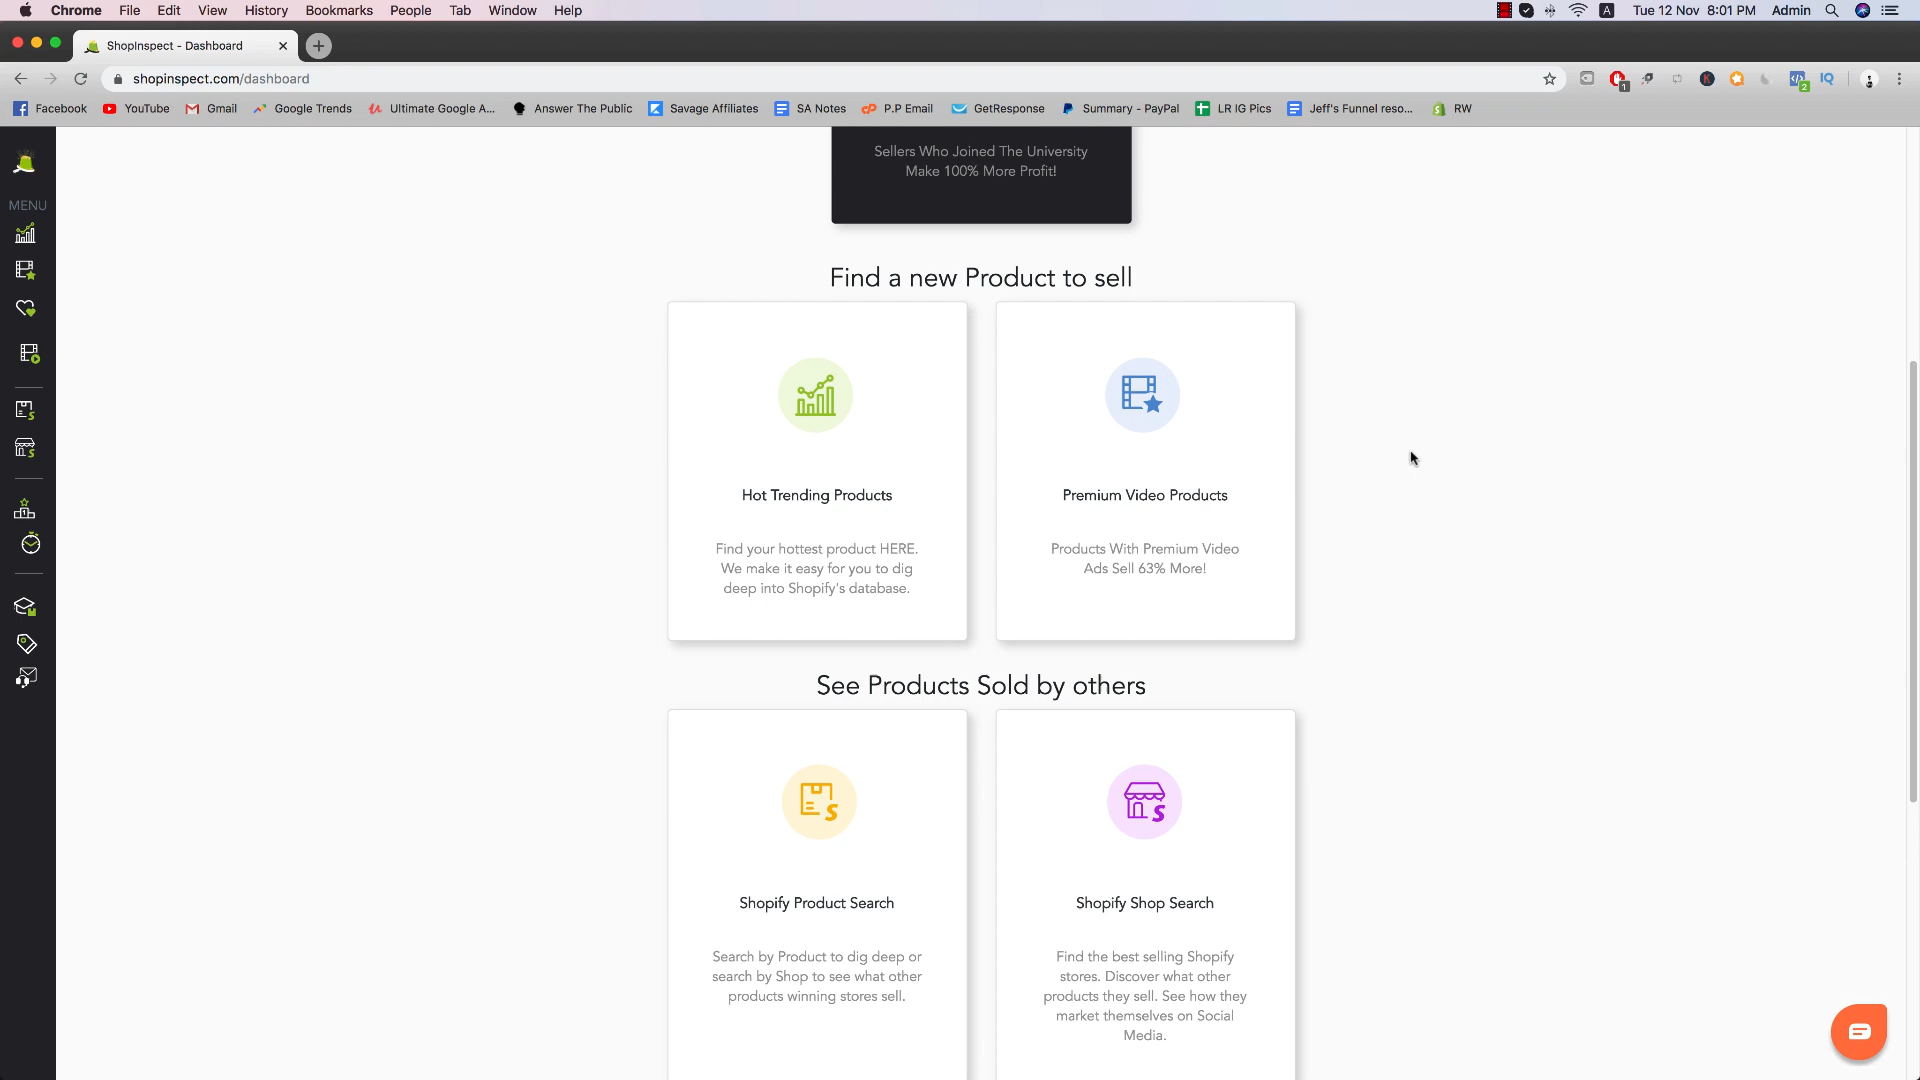 Chrome File Edit View History Bookmarks People Tab Window Help A Tue 12 Nov 8:01 PM Admin
ShopInspect - Dashboard
shopinspect.com/dashboard 1 K 2 IQ
Facebook YouTube Gmail Google Trends Ultimate Google A... Answer The Public Savage Affiliates SA Notes P.P Email GetResponse Summary - PayPal LR IG Pics Jeff's Funnel reso... RW
MENU
Sellers Who Joined The University
Make 100% More Profit!
Find a new Product to sell
Hot Trending Products
Find your hottest product HERE.
We make it easy for you to dig
deep into Shopify's database.
Premium Video Products
Products With Premium Video
Ads Sell 63% More!
See Products Sold by others
Shopify Product Search
Search by Product to dig deep or
search by Shop to see what other
products winning stores sell.
Shopify Shop Search
Find the best selling Shopify
stores. Discover what other
products they sell. See how they
market themselves on Social
Media.